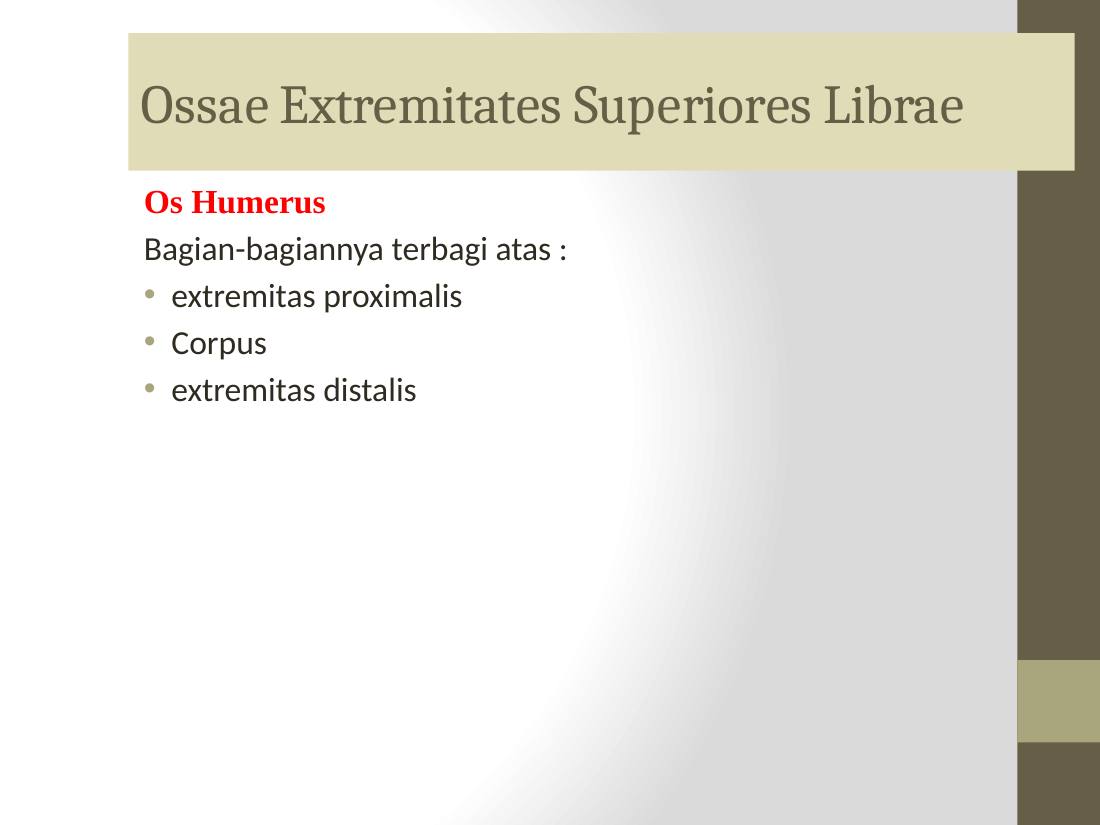 Ossae Extremitates Superiores Librae
Os Humerus
Bagian-bagiannya terbagi atas :
• extremitas proximalis
• Corpus
• extremitas distalis